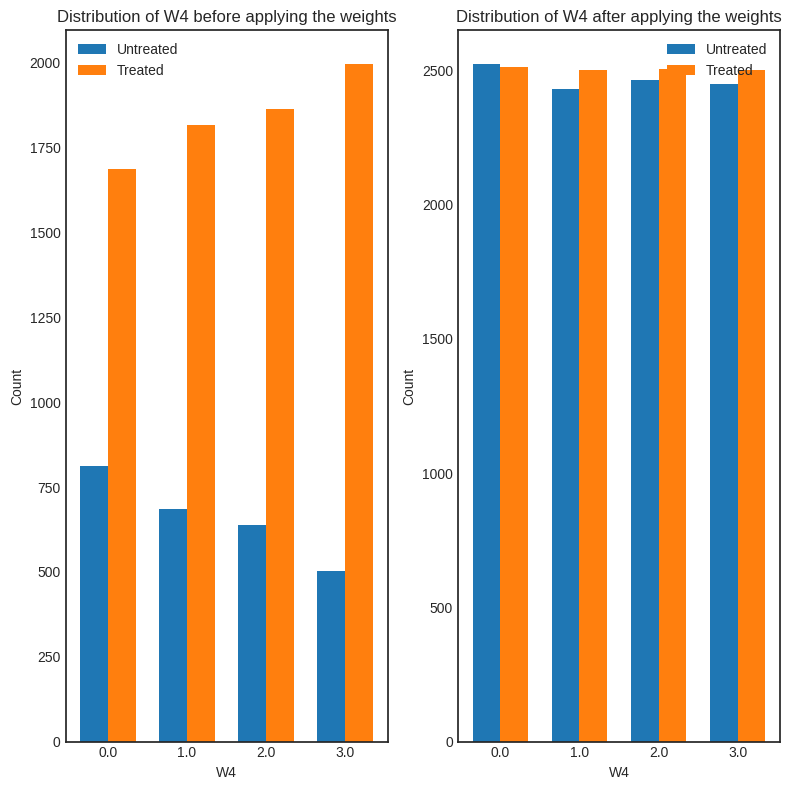 Distribution of W4 before applying the weights
Untreated
Treated
2000
1750
1500
1250
1000
750
500
250
0
Count
0.0 1.0 2.0 3.0
W4
Distribution of W4 after applying the weights
Untreated
Treated
2500
2000
1500
1000
500
0
Count
0.0 1.0 2.0 3.0
W4